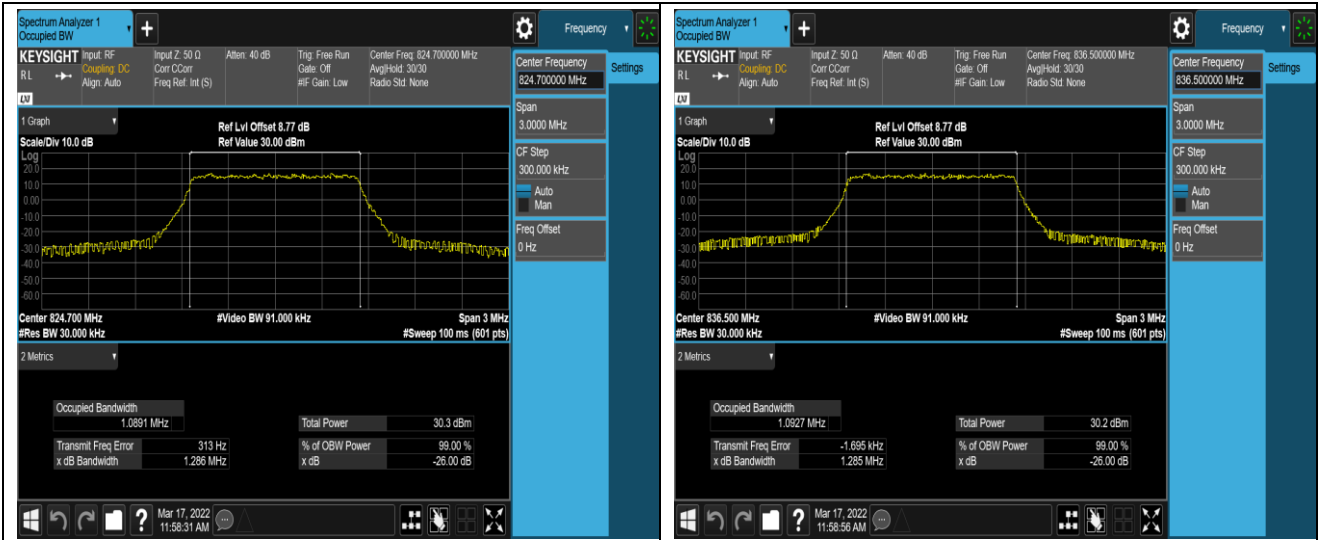 Spectrum Analyzer 1
Occupied BW
+
Frequency
KEYSIGHT Input: RF
Coupling: DC
Align: Auto
Input Z: 50 Ω
Corr CCorr
Freq Ref: Int (S)
Atten: 40 dB
Trig: Free Run
Gate: Off
#IF Gain: Low
Center Freq: 824.700000 MHz
Avg|Hold: 30/30
Radio Std: None
RL
LXI
Center Frequency
824.700000 MHz
Settings
Span
3.0000 MHz
CF Step
300.000 kHz
Auto
Man
Freq Offset
0 Hz
1 Graph
Scale/Div 10.0 dB
Ref Lvl Offset 8.77 dB
Ref Value 30.00 dBm
Log
20.0
10.0
0.00
-10.0
-20.0
-30.0
-40.0
-50.0
-60.0
Center 824.700 MHz
#Video BW 91.000 kHz
Span 3 MHz
#Res BW 30.000 kHz
#Sweep 100 ms (601 pts)
2 Metrics
Occupied Bandwidth
1.0891 MHz
Total Power 30.3 dBm
Transmit Freq Error 313 Hz
% of OBW Power 99.00 %
x dB Bandwidth 1.286 MHz
x dB -26.00 dB
?
Mar 17, 2022
11:58:31 AM
Spectrum Analyzer 1
Occupied BW
+
Frequency
KEYSIGHT Input: RF
Coupling: DC
Align: Auto
Input Z: 50 Ω
Corr CCorr
Freq Ref: Int (S)
Atten: 40 dB
Trig: Free Run
Gate: Off
#IF Gain: Low
Center Freq: 836.500000 MHz
Avg|Hold: 30/30
Radio Std: None
RL
LXI
Center Frequency
836.500000 MHz
Settings
Span
3.0000 MHz
CF Step
300.000 kHz
Auto
Man
Freq Offset
0 Hz
1 Graph
Scale/Div 10.0 dB
Ref Lvl Offset 8.77 dB
Ref Value 30.00 dBm
Log
20.0
10.0
0.00
-10.0
-20.0
-30.0
-40.0
-50.0
-60.0
Center 836.500 MHz
#Video BW 91.000 kHz
Span 3 MHz
#Res BW 30.000 kHz
#Sweep 100 ms (601 pts)
2 Metrics
Occupied Bandwidth
1.0927 MHz
Total Power 30.2 dBm
Transmit Freq Error -1.695 kHz
% of OBW Power 99.00 %
x dB Bandwidth 1.285 MHz
x dB -26.00 dB
?
Mar 17, 2022
11:58:56 AM